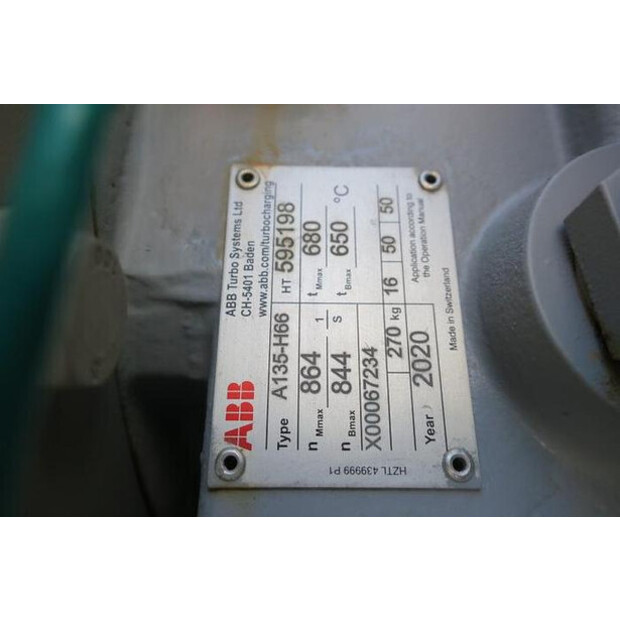 ABB
ABB Turbo Systems Ltd
CH-5401 Baden
www.abb.com/turbocharging
Type A135-H66 HT 595198
n Mmax 864 1/s t Mmax 680 °C
n Bmax 844 t Bmax 650
X00067234
270 kg 16 50 50
Year 2020 Application according to
the Operation Manual
Made in Switzerland
HZTL 439999 P1